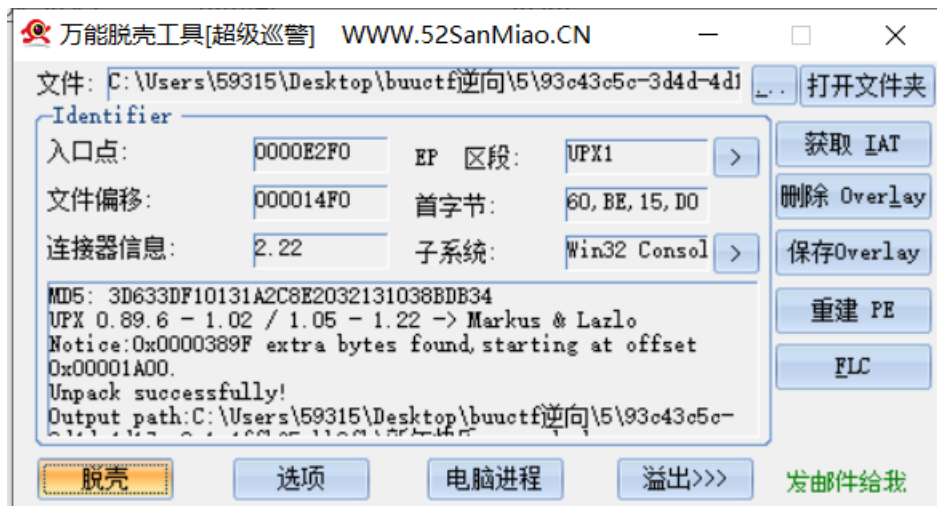 万能脱壳工具[超级巡警] WWW.52SanMiao.CN
文件: C:\Users\59315\Desktop\buuctf逆向\5\93c43c5c-3d4d-4d1 ... 打开文件夹
Identifier
入口点: 0000E2F0 EP 区段: UPX1 > 获取 IAT
文件偏移: 000014F0 首字节: 60, BE, 15, D0 删除 Overlay
连接器信息: 2.22 子系统: Win32 Consol > 保存Overlay
MD5: 3D633DF10131A2C8E2032131038BDB34
UPX 0.89.6 - 1.02 / 1.05 - 1.22 -> Markus & Lazlo
Notice:0x0000389F extra bytes found, starting at offset
0x00001A00.
Unpack successfully!
Output path:C:\Users\59315\Desktop\buuctf逆向\5\93c43c5c-
重建 PE
FLC
脱壳 选项 电脑进程 溢出>>> 发邮件给我